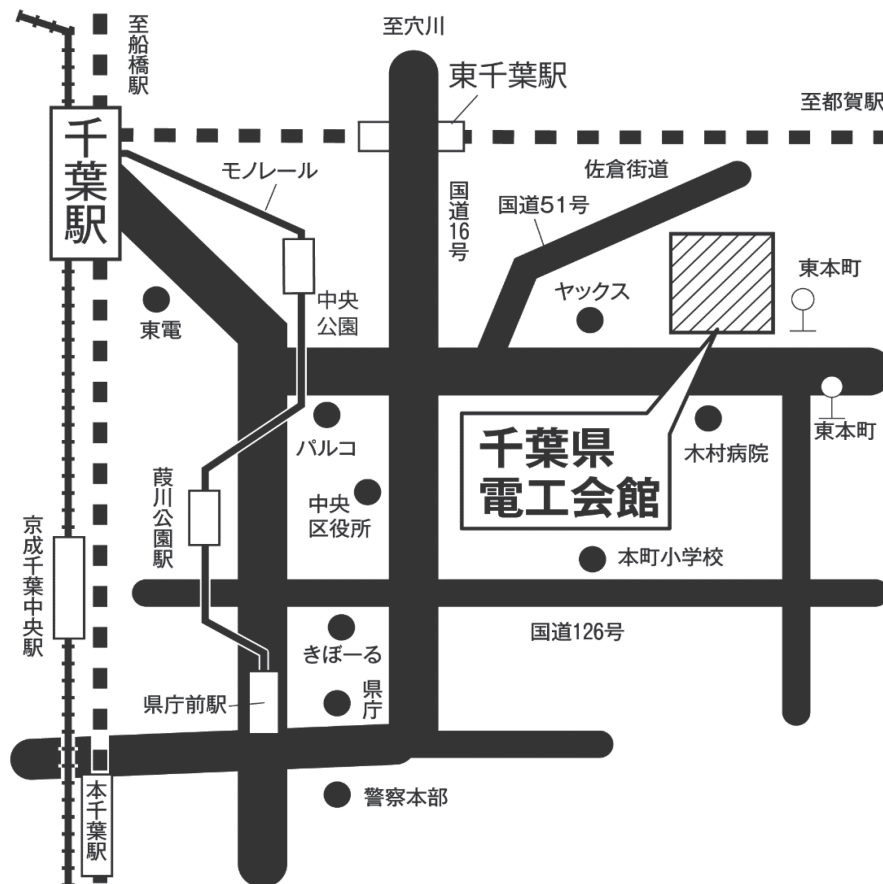 至船橋駅
至穴川
東千葉駅
至都賀駅
千葉駅
モノレール
国道16号
佐倉街道
国道51号
東電
中央
公園
ヤックス
東本町
パルコ
千葉県
電工会館
木村病院
東本町
葭川公園駅
中央
区役所
京成千葉中央駅
本町小学校
国道126号
きぼーる
県庁前駅
県庁
本千葉駅
警察本部